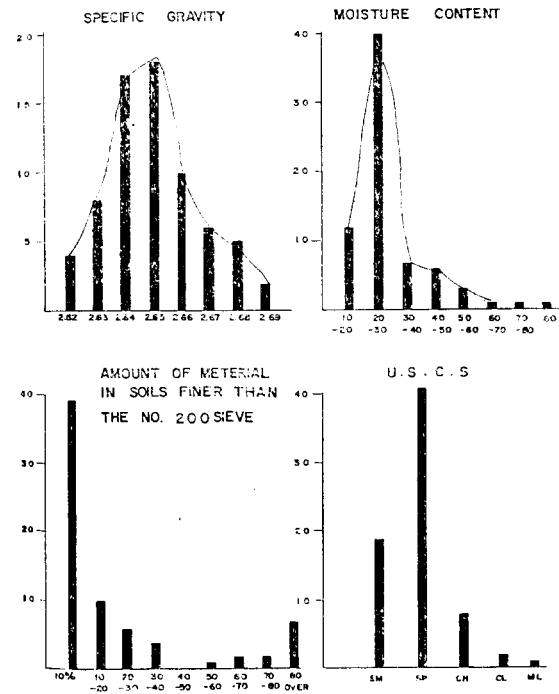 SPECIFIC GRAVITY
20
15
10
5
2.62 2.63 2.64 2.65 2.66 2.67 2.68 2.69
MOISTURE CONTENT
40
30
20
10
10 20 30 40 50 60 70 80
-20 -30 -40 -50 -60 -70 -80
AMOUNT OF METERIAL
IN SOILS FINER THAN
THE NO. 200 SIEVE
40
30
20
10
10% 10 20 30 40 50 60 70 80
-20 -30 -40 -50 -60 -70 -80 OVER
U.S.C.S
40
30
20
10
SM SP CH CL ML